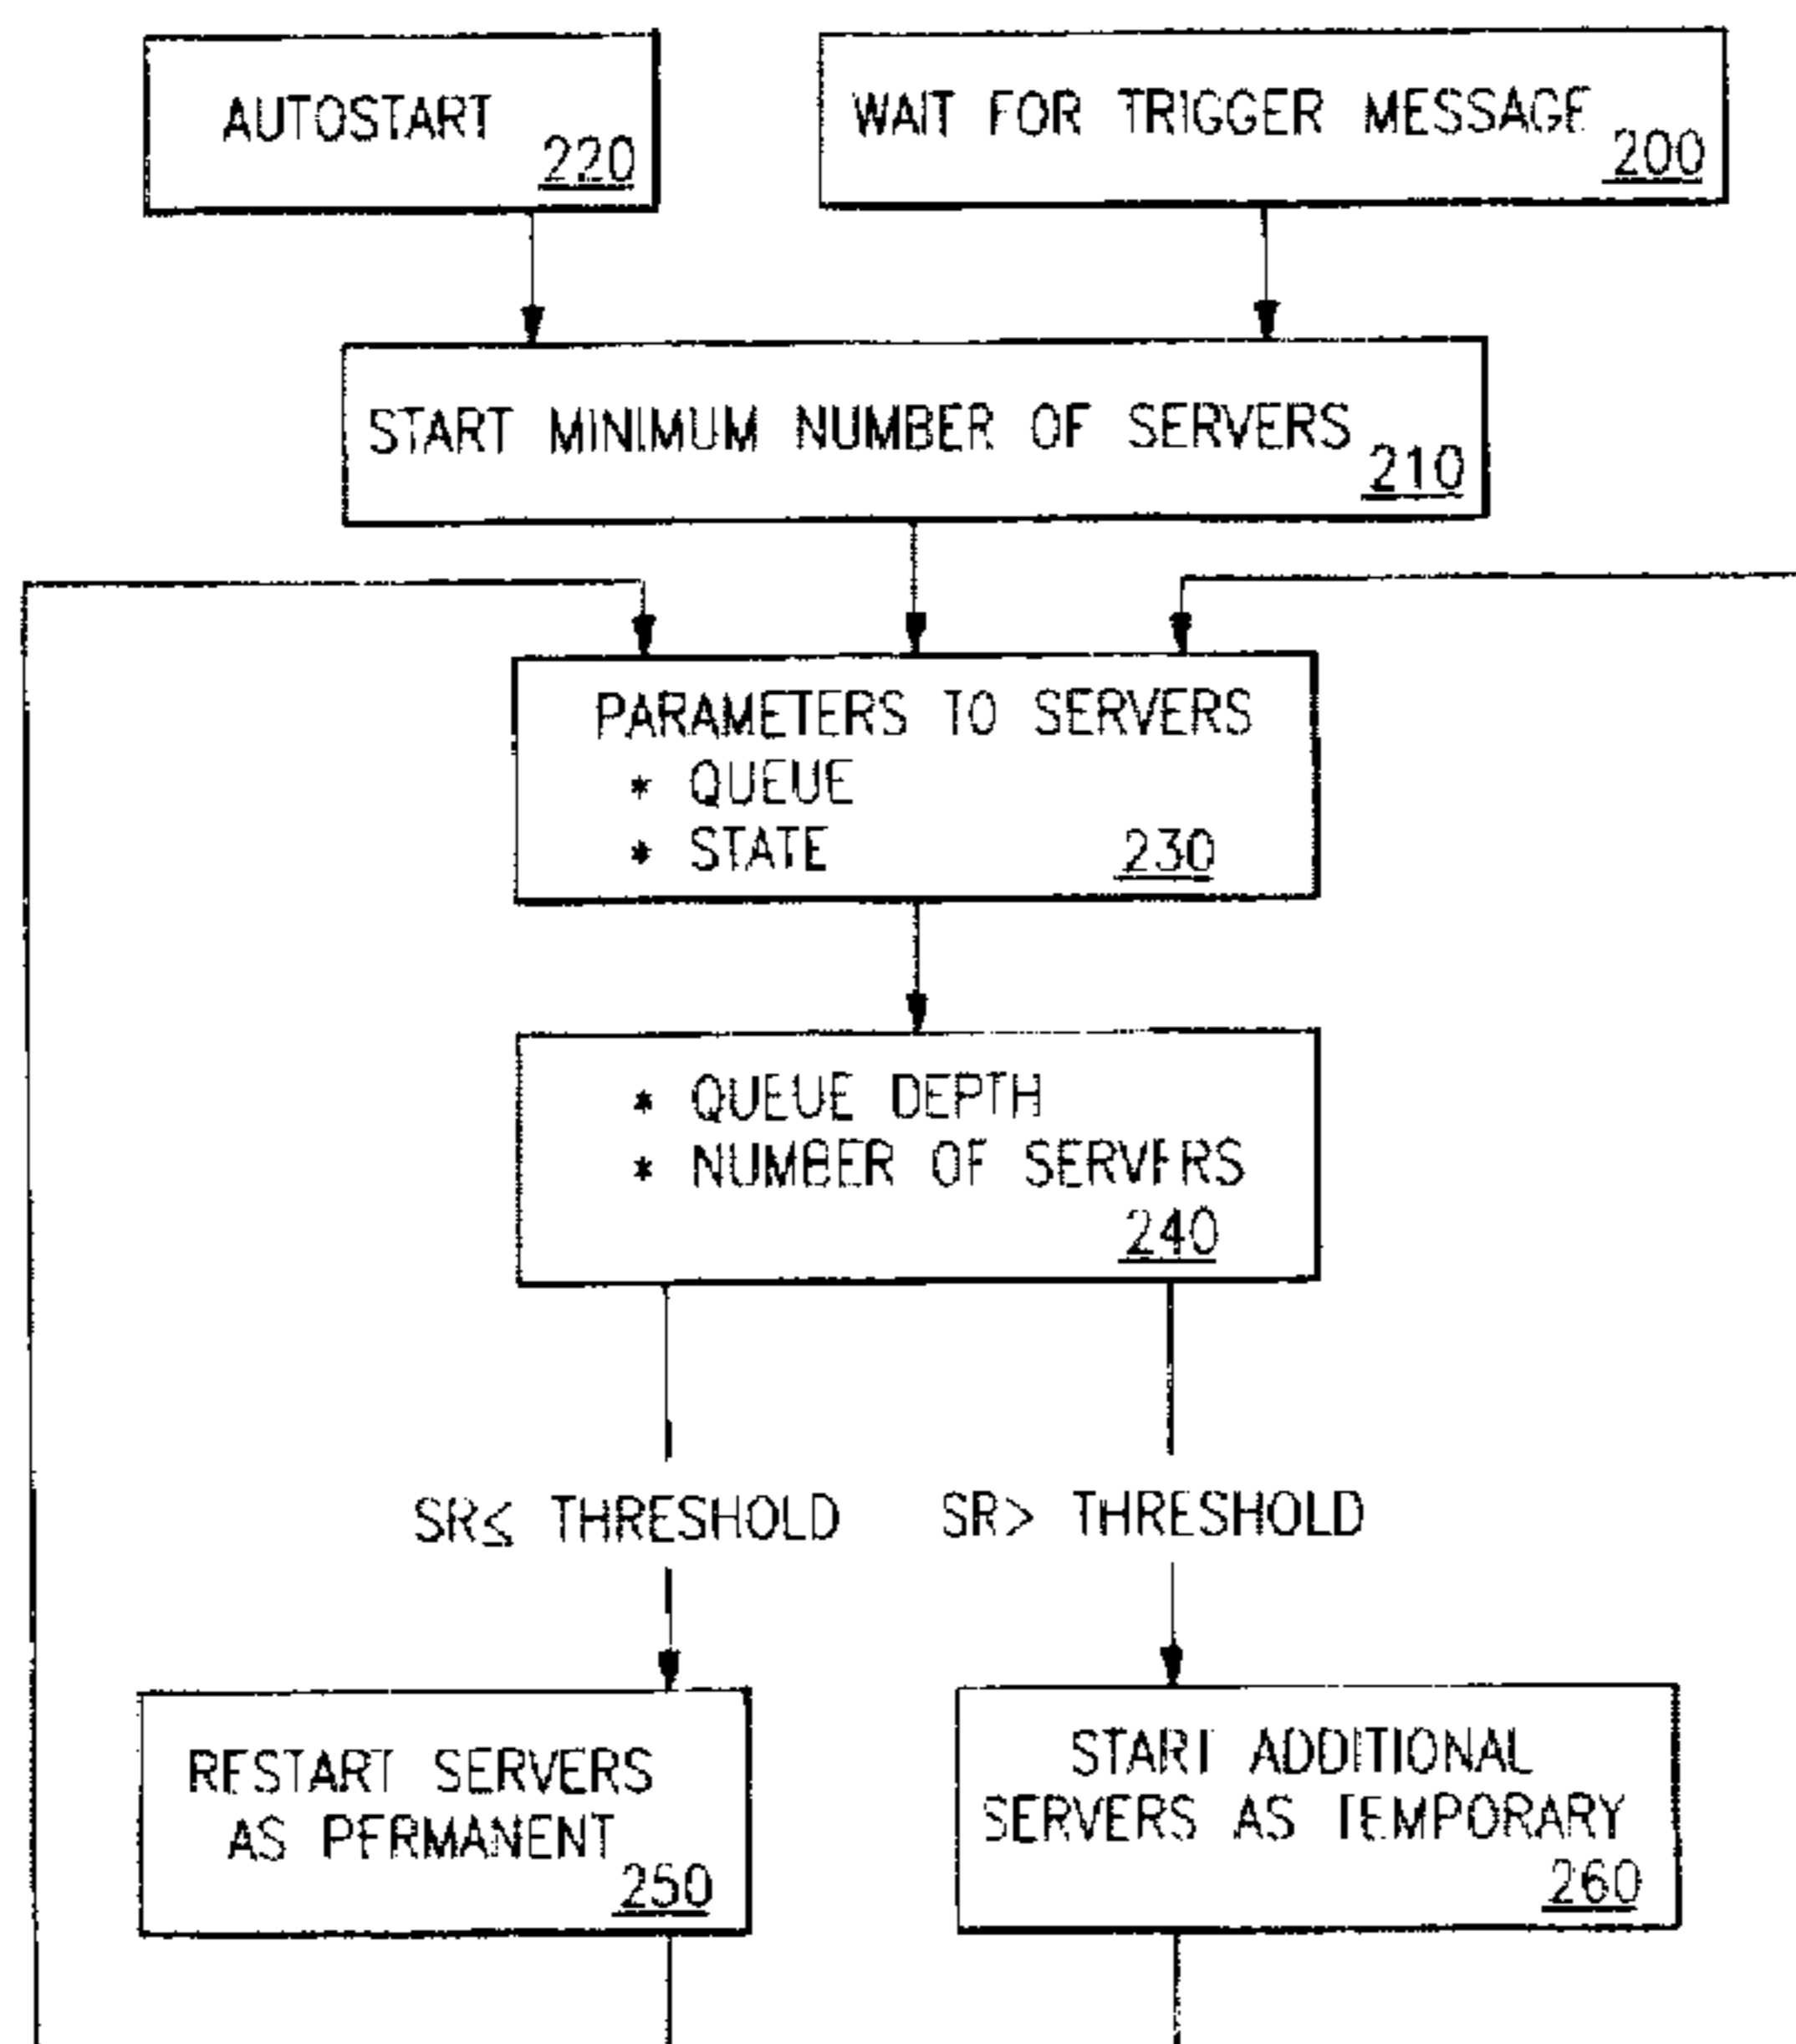 AUTOSTART
220
WAIT FOR TRIGGER MESSAGE
200
START MINIMUM NUMBER OF SERVERS
210
PARAMETERS TO SERVERS
* QUEUE
* STATE
230
* QUEUE DEPTH
* NUMBER OF SERVERS
240
SR≤ THRESHOLD
SR> THRESHOLD
RESTART SERVERS
AS PERMANENT
250
START ADDITIONAL
SERVERS AS TEMPORARY
260